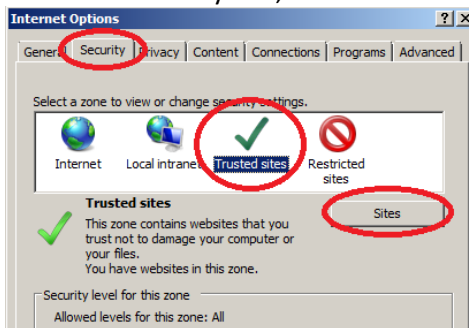 Internet Options
General Security Privacy Content Connections Programs Advanced
Select a zone to view or change security settings.
Internet Local intranet Trusted sites Restricted sites
Trusted sites
Sites
This zone contains websites that you
trust not to damage your computer or
your files.
You have websites in this zone.
Security level for this zone
Allowed levels for this zone: All